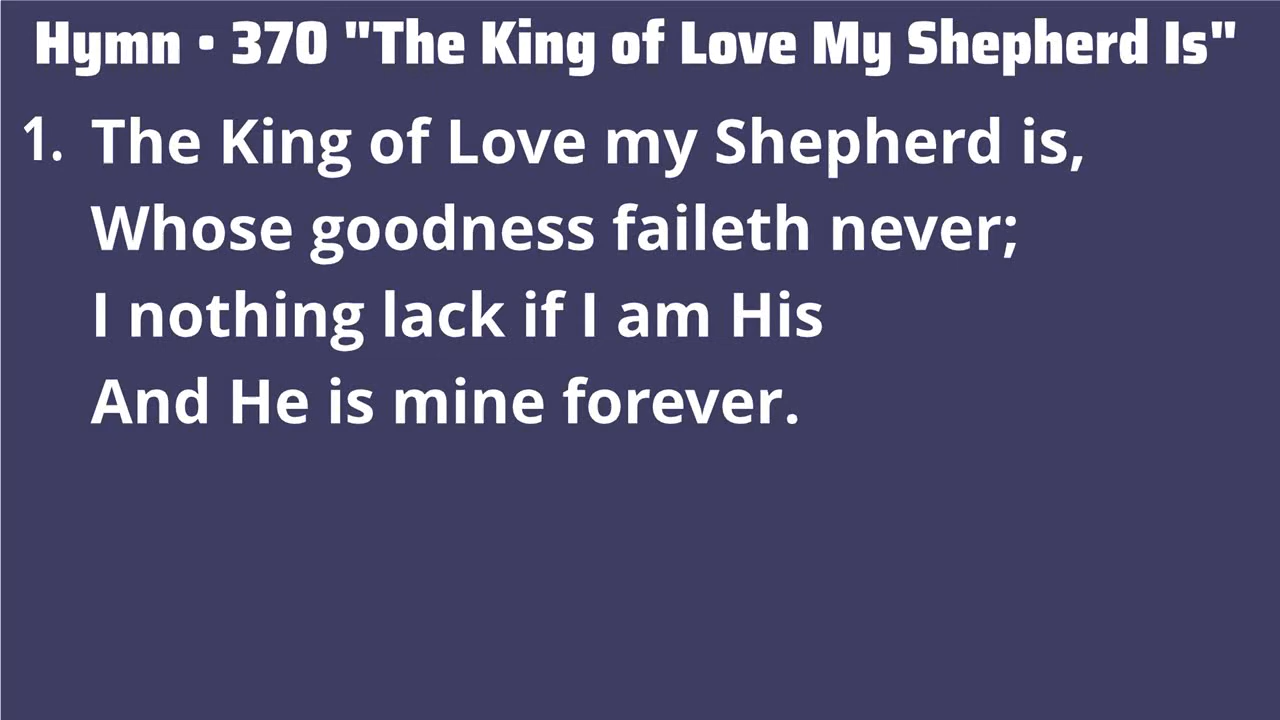 Hymn • 370 "The King of Love My Shepherd Is"
1. The King of Love my Shepherd is,
Whose goodness faileth never;
I nothing lack if I am His
And He is mine forever.